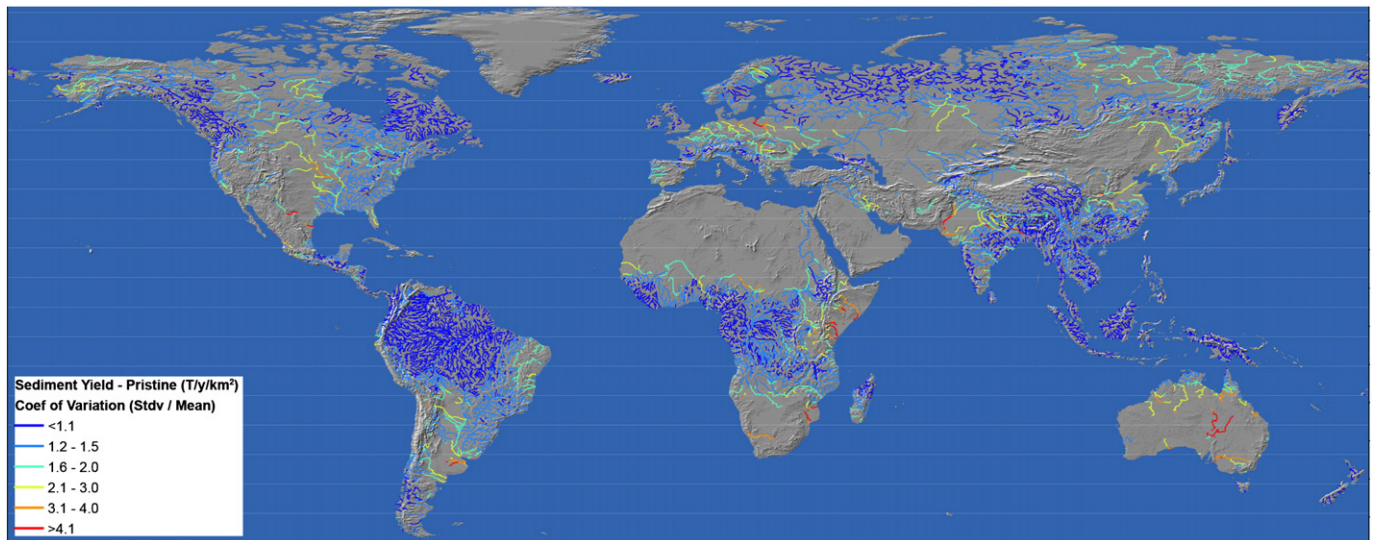 Sediment Yield - Pristine (T/y/km²)
Coef of Variation (Stdv / Mean)
<1.1
1.2 - 1.5
1.6 - 2.0
2.1 - 3.0
3.1 - 4.0
>4.1